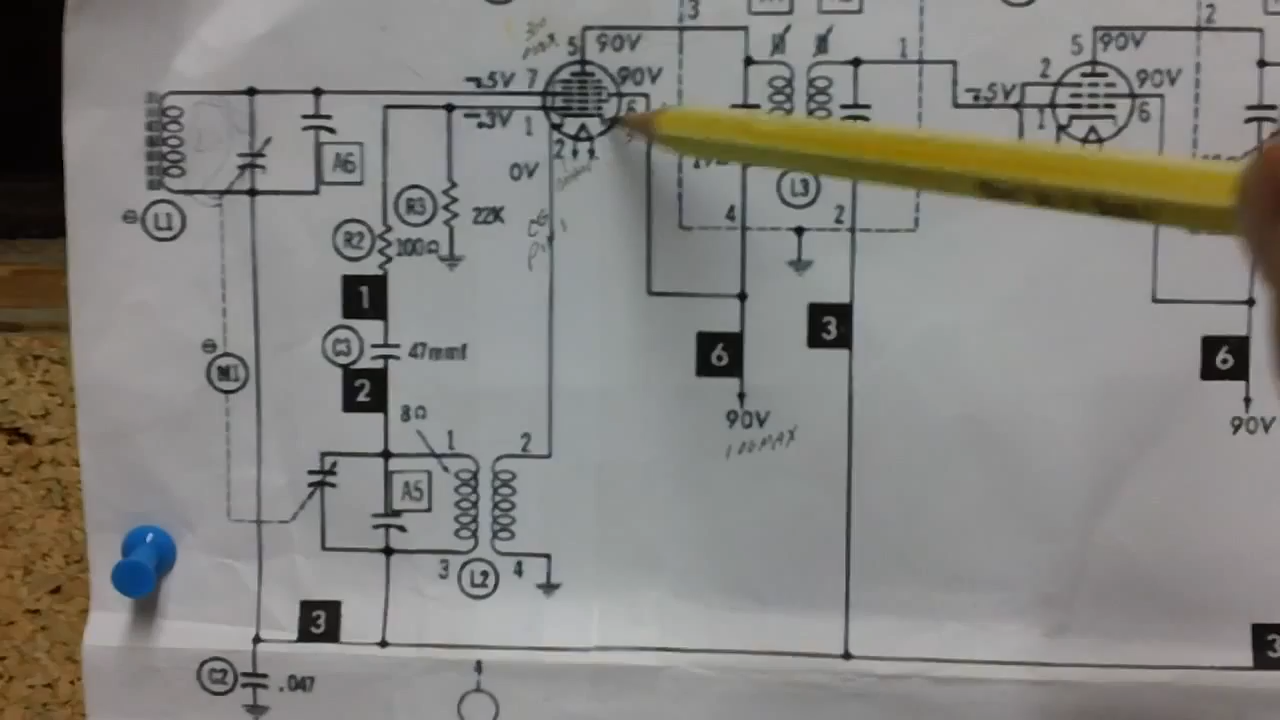 3
2
5
90V
-.5V
7
90V
6
1
5
90V
2
90V
-.5V
6
1
-.3V
1
2
A6
0V
L1
R3
22K
R2
100Ω
L3
4
2
1
3
C3
47mmf
2
6
6
M1
8Ω
90V
100MAX
90V
1
2
A5
3
L2
4
3
3
C2
.047
4